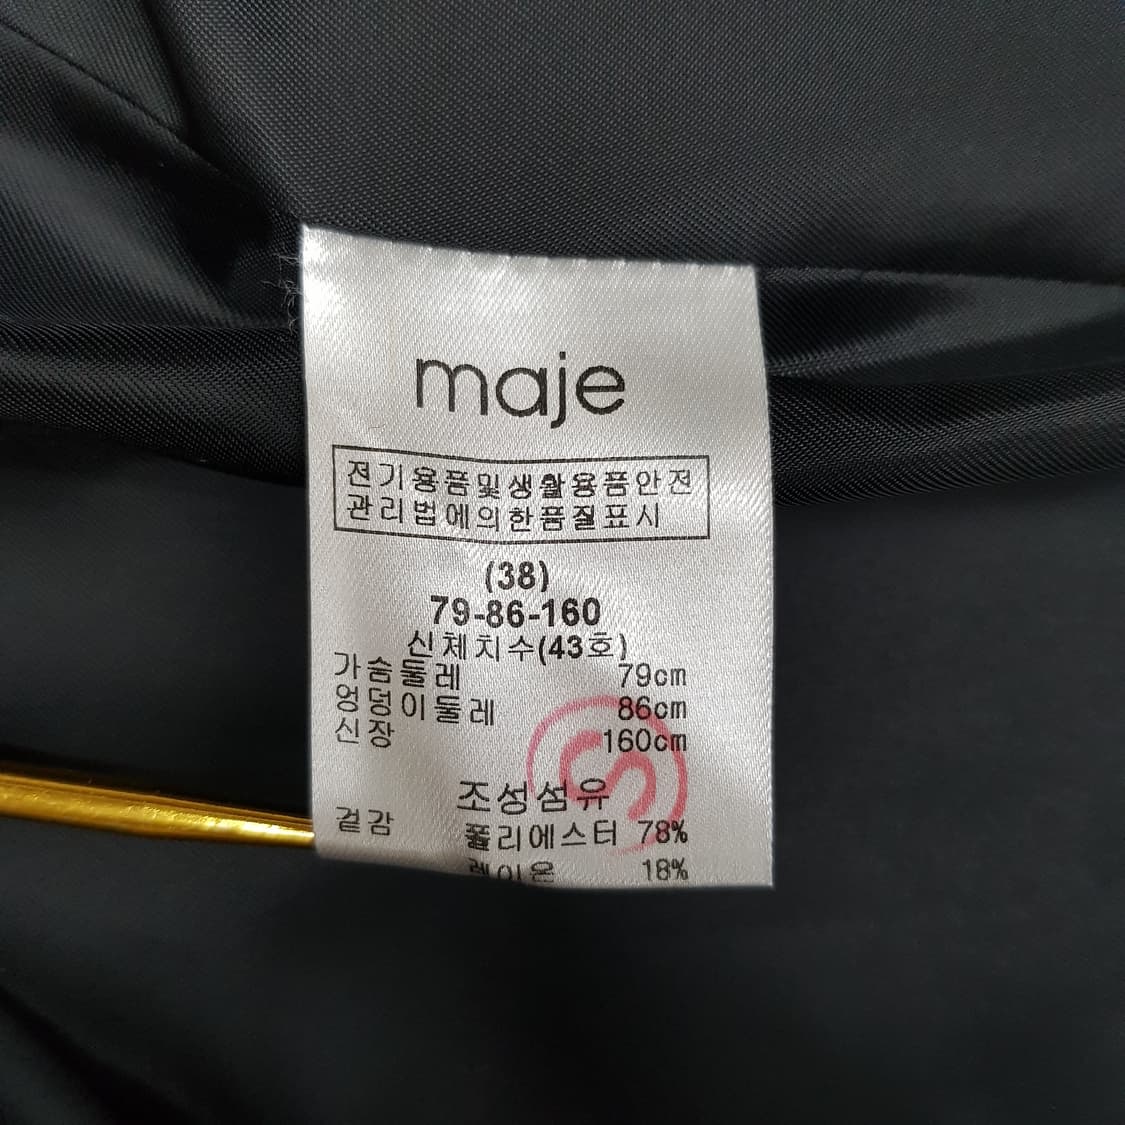 maje
전기용품및생활용품안전
관리법에의한품질표시
(38)
79-86-160
신체치수(43호)
가슴둘레 79cm
엉덩이둘레 86cm
신장 160cm
조성섬유
겉감 폴리에스터 78%
레이온 18%